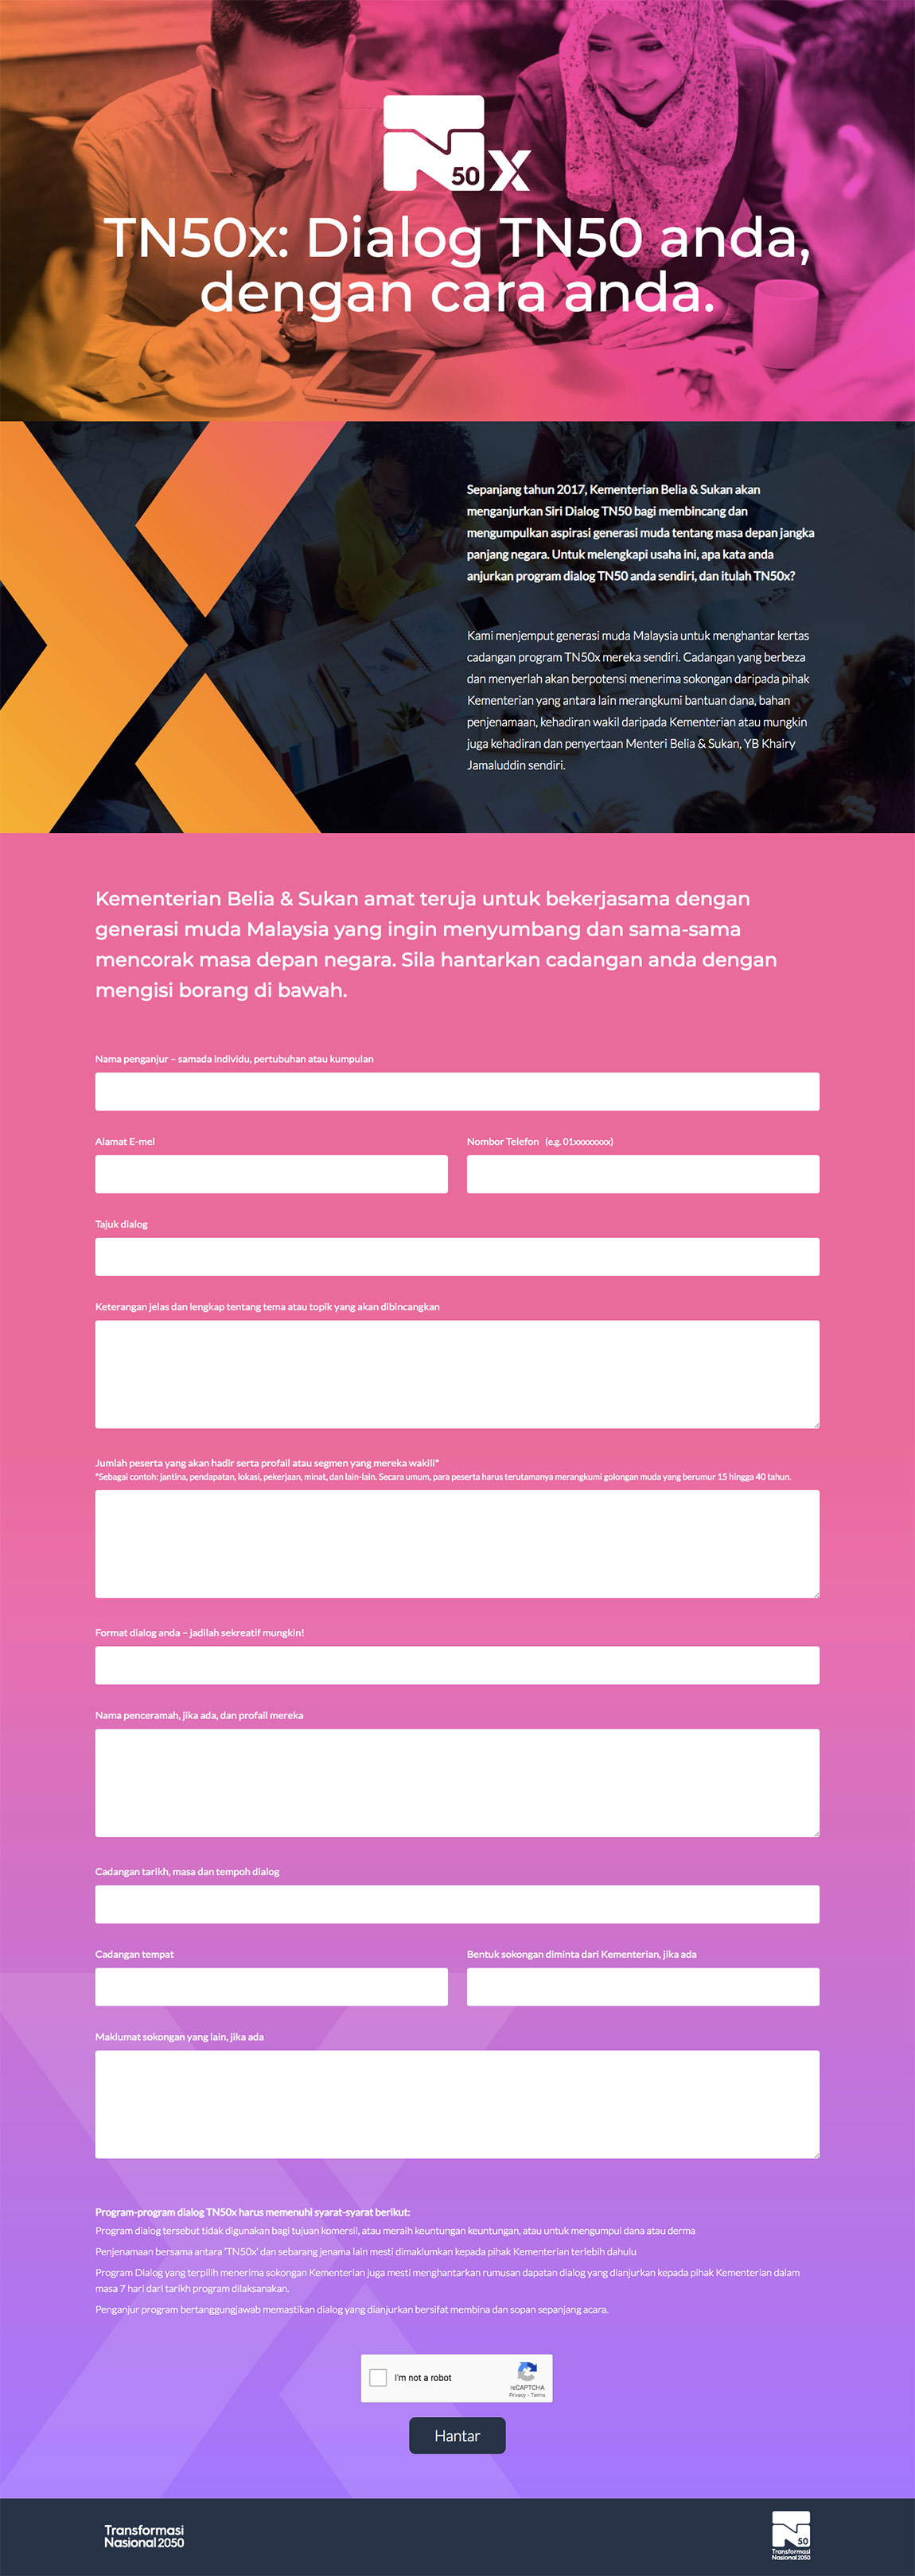 TN 50 x
TN50x: Dialog TN50 anda,
dengan cara anda.
Sepanjang tahun 2017, Kementerian Belia & Sukan akan
menganjurkan Siri Dialog TN50 bagi membincang dan
mengumpulkan aspirasi generasi muda tentang masa depan jangka
panjang negara. Untuk melengkapi usaha ini, apa kata anda
anjurkan program dialog TN50 anda sendiri, dan itulah TN50x?
Kami menjemput generasi muda Malaysia untuk menghantar kertas
cadangan program TN50x mereka sendiri. Cadangan yang berbeza
dan menyerlah akan berpotensi menerima sokongan daripada pihak
Kementerian yang antara lain merangkumi bantuan dana, bahan
penjenamaan, kehadiran wakil daripada Kementerian atau mungkin
juga kehadiran dan penyertaan Menteri Belia & Sukan, YB Khairy
Jamaluddin sendiri.
Kementerian Belia & Sukan amat teruja untuk bekerjasama dengan
generasi muda Malaysia yang ingin menyumbang dan sama-sama
mencorak masa depan negara. Sila hantarkan cadangan anda dengan
mengisi borang di bawah.
Nama penganjur – samada individu, pertubuhan atau kumpulan
Alamat E-mel
Nombor Telefon (e.g. 01xxxxxxxx)
Tajuk dialog
Keterangan jelas dan lengkap tentang tema atau topik yang akan dibincangkan
Jumlah peserta yang akan hadir serta profail atau segmen yang mereka wakili*
*Sebagai contoh: jantina, pendapatan, lokasi, pekerjaan, minat, dan lain-lain. Secara umum, para peserta harus terutamanya merangkumi golongan muda yang berumur 15 hingga 40 tahun.
Format dialog anda – jadilah sekreatif mungkin!
Nama penceramah, jika ada, dan profail mereka
Cadangan tarikh, masa dan tempoh dialog
Cadangan tempat
Bentuk sokongan diminta dari Kementerian, jika ada
Maklumat sokongan yang lain, jika ada
Program-program dialog TN50x harus memenuhi syarat-syarat berikut:
Program dialog tersebut tidak digunakan bagi tujuan komersil, atau meraih keuntungan keuntungan, atau untuk mengumpul dana atau derma
Penjenamaan bersama antara 'TN50x' dan sebarang jenama lain mesti dimaklumkan kepada pihak Kementerian terlebih dahulu
Program Dialog yang terpilih menerima sokongan Kementerian juga mesti menghantarkan rumusan dapatan dialog yang dianjurkan kepada pihak Kementerian dalam
masa 7 hari dari tarikh program dilaksanakan.
Penganjur program bertanggungjawab memastikan dialog yang dianjurkan bersifat membina dan sopan sepanjang acara.
I'm not a robot
reCAPTCHA
Privacy - Terms
Hantar
Transformasi
Nasional 2050
TN 50
Transformasi
Nasional 2050